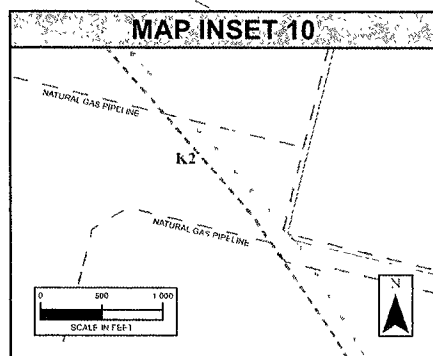 MAP INSET 10
NATURAL GAS PIPELINE
K2
NATURAL GAS PIPELINE
0 500 1 000
SCALE IN FEET
N